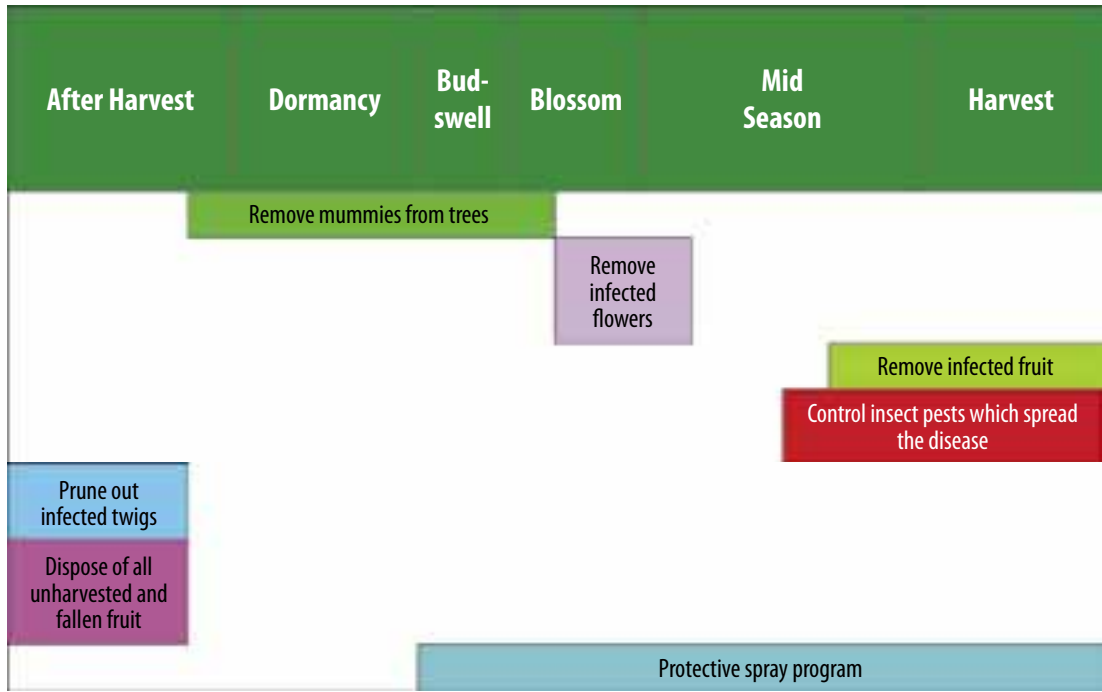 After Harvest
Dormancy
Bud-
swell
Blossom
Mid
Season
Harvest
Remove mummies from trees
Remove
infected
flowers
Remove infected fruit
Control insect pests which spread
the disease
Prune out
infected twigs
Dispose of all
unharvested and
fallen fruit
Protective spray program